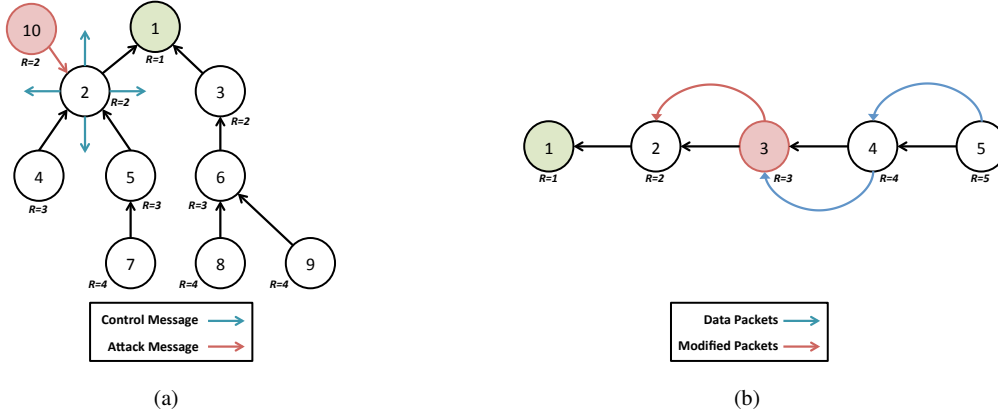 10
R=2
1
R=1
2
R=2
3
R=2
4
R=3
5
R=3
6
R=3
7
R=4
8
R=4
9
R=4
Control Message
Attack Message
(a)
1
R=1
2
R=2
3
R=3
4
R=4
5
R=5
Data Packets
Modified Packets
(b)